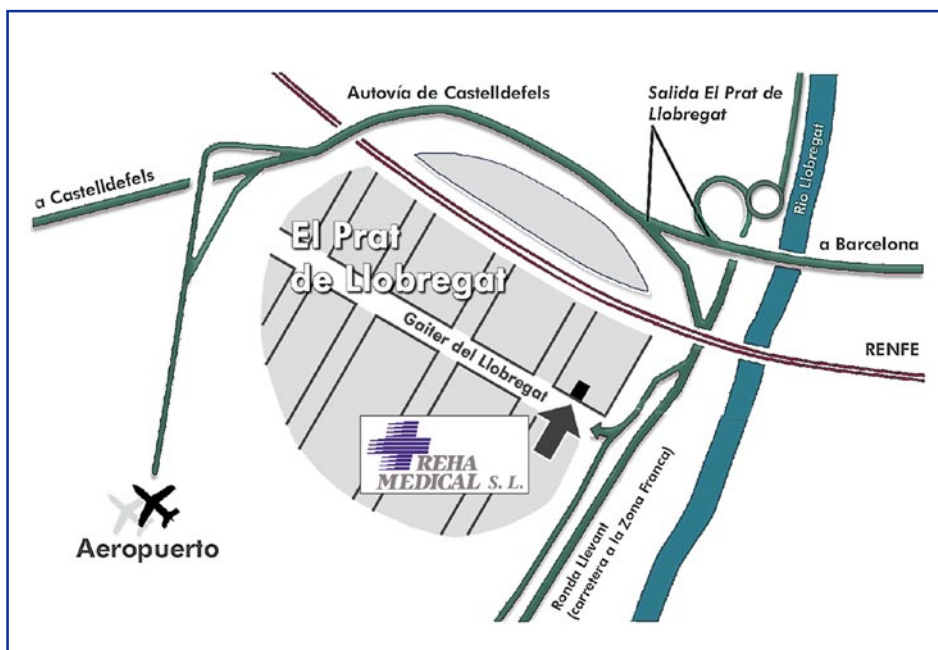 Autovía de Castelldefels
Salida El Prat de
Llobregat
a Castelldefels
Rio Llobregat
El Prat
de Llobregat
a Barcelona
Gaiter del Llobregat
RENFE
REHA
MEDICAL S. L.
Ronda Llevant
(carretera a la Zona Franca)
Aeropuerto